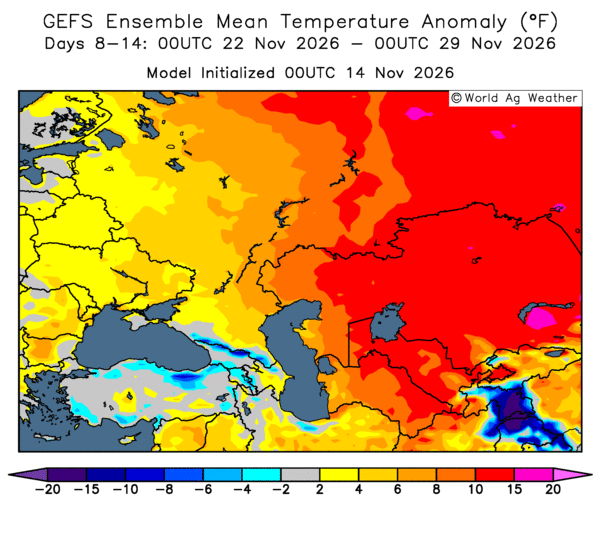 GEFS Ensemble Mean Temperature Anomaly (°F)
Days 8–14: 00UTC 22 Nov 2026 – 00UTC 29 Nov 2026
Model Initialized 00UTC 14 Nov 2026
©World Ag Weather
−20 −15 −10 −8 −6 −4 −2 2 4 6 8 10 15 20